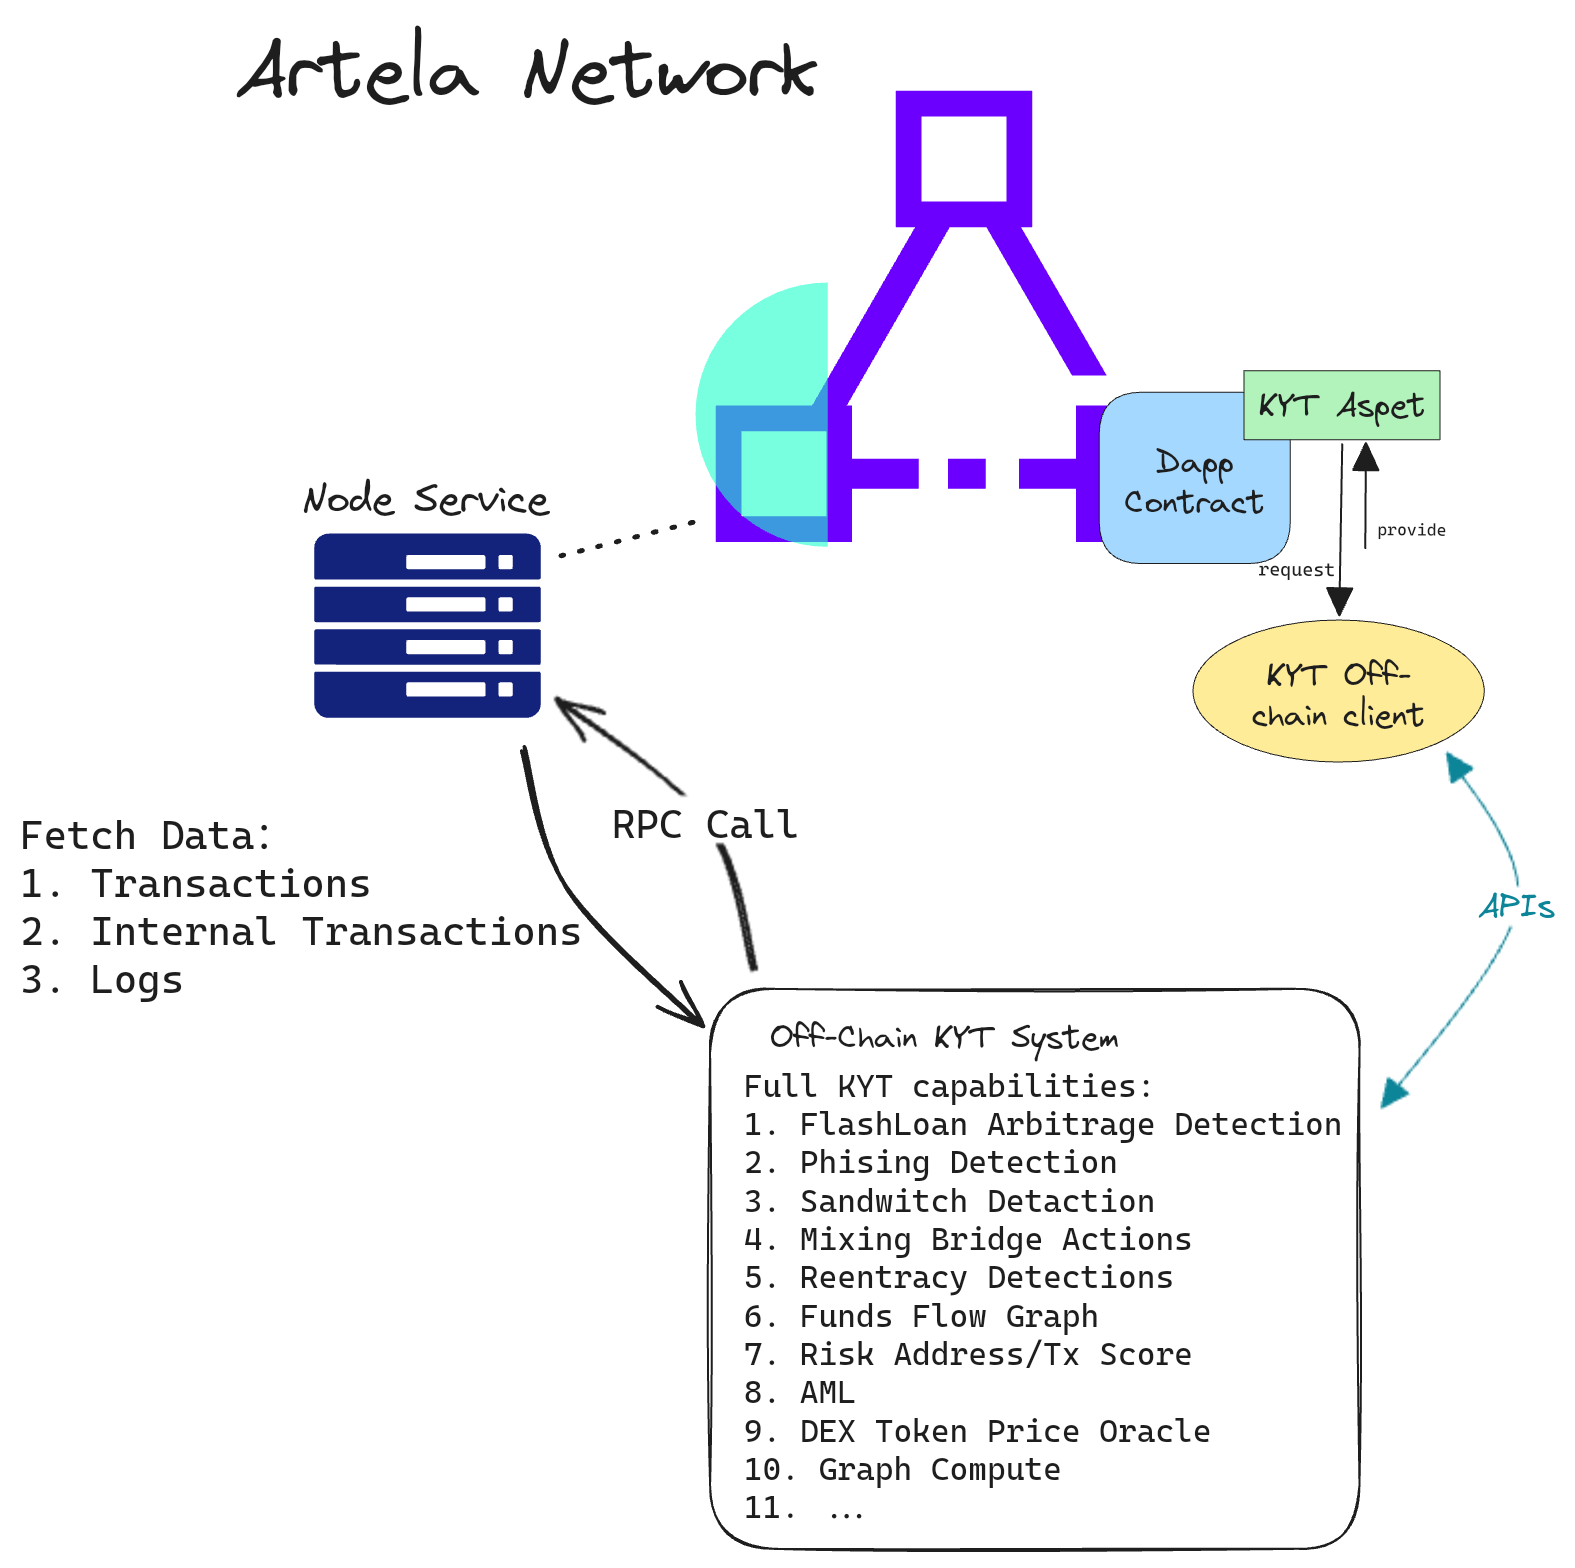 Artela Network
KYT Aspet
Dapp
Contract
Node Service
provide
request
KYT Off-
chain client
RPC Call
Fetch Data:
1. Transactions
2. Internal Transactions
3. Logs
APIs
Off-Chain KYT System
Full KYT capabilities:
1. FlashLoan Arbitrage Detection
2. Phising Detection
3. Sandwitch Detaction
4. Mixing Bridge Actions
5. Reentracy Detections
6. Funds Flow Graph
7. Risk Address/Tx Score
8. AML
9. DEX Token Price Oracle
10. Graph Compute
11. ...